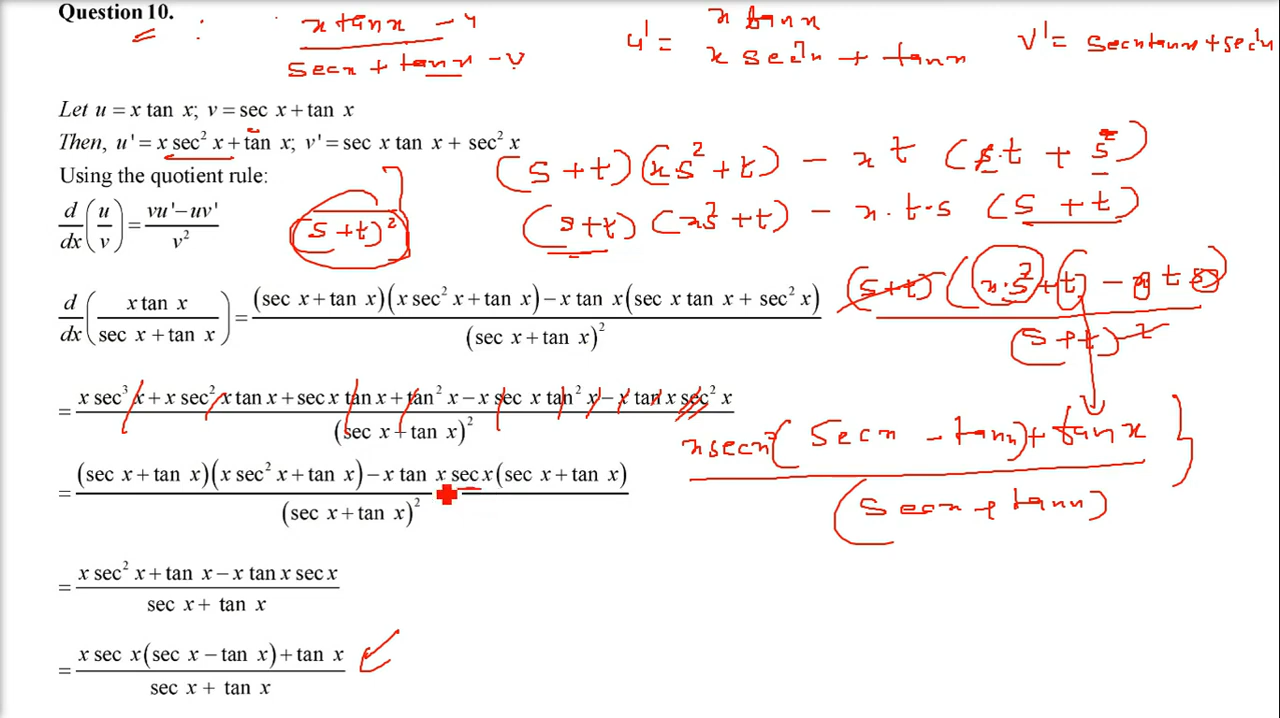 Question 10.
x tan x - u
sec x + tan x - v
u' = x tan x
x sec² x + tan x
v' = sec x tan x + sec² x
Let u = x tan x; v = sec x + tan x
Then, u' = x sec² x + tan x; v' = sec x tan x + sec² x
Using the quotient rule:
d/dx (u/v) = (vu' − uv') / v²
(s + t)²
(s + t)(xs² + t) − x t (s·t + s²)
(s + t)(xs² + t) − x·t·s (s + t)
d/dx (x tan x / (sec x + tan x)) = ((sec x + tan x)(x sec² x + tan x) − x tan x (sec x tan x + sec² x)) / (sec x + tan x)²
(s + t)(x·s² + t − x t s)
(s + t)²
= (x sec³ x + x sec² x tan x + sec x tan x + tan² x − x sec x tan² x − x tan x sec² x) / (sec x + tan x)²
x sec x (sec x − tan x) + tan x
(sec x + tan x)
= ((sec x + tan x)(x sec² x + tan x) − x tan x sec x (sec x + tan x)) / (sec x + tan x)²
= (x sec² x + tan x − x tan x sec x) / (sec x + tan x)
= (x sec x (sec x − tan x) + tan x) / (sec x + tan x)